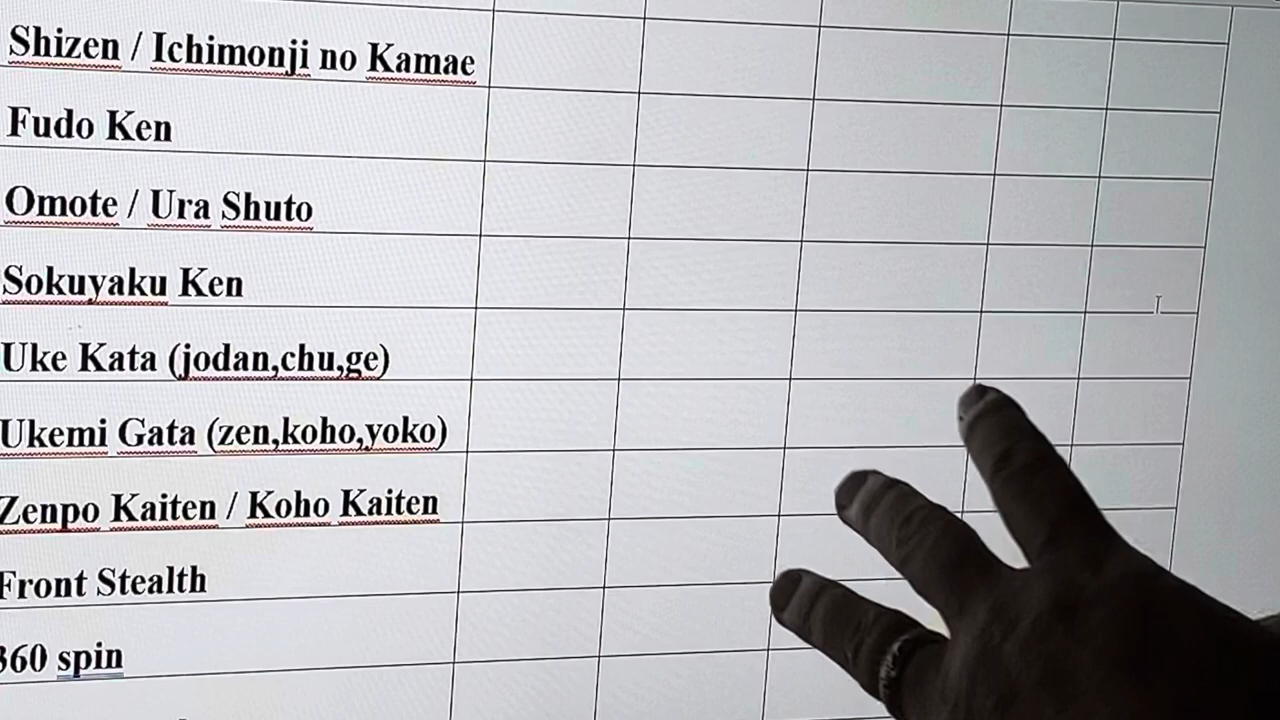 Shizen / Ichimonji no Kamae
Fudo Ken
Omote / Ura Shuto
Sokuyaku Ken
Uke Kata (jodan,chu,ge)
Ukemi Gata (zen,koho,yoko)
Zenpo Kaiten / Koho Kaiten
Front Stealth
360 spin